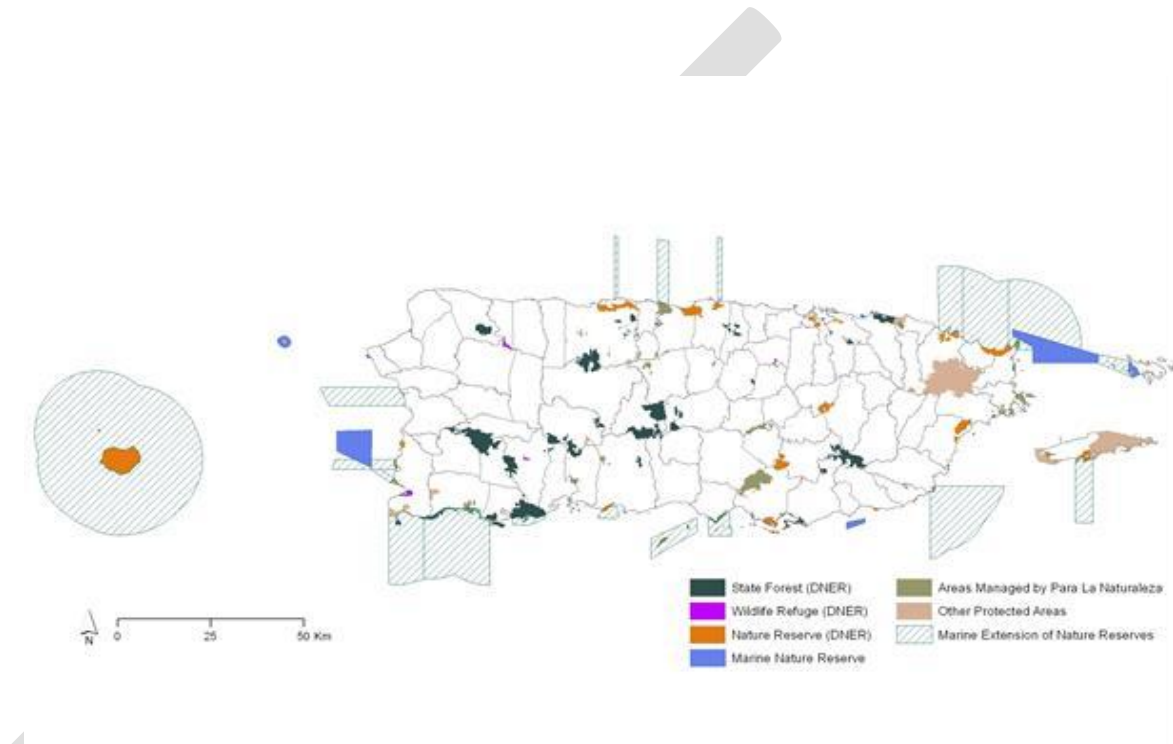 State Forest (DNER)
Wildlife Refuge (DNER)
Nature Reserve (DNER)
Marine Nature Reserve
Areas Managed by Para La Naturaleza
Other Protected Areas
Marine Extension of Nature Reserves
N
0 25 50 Km